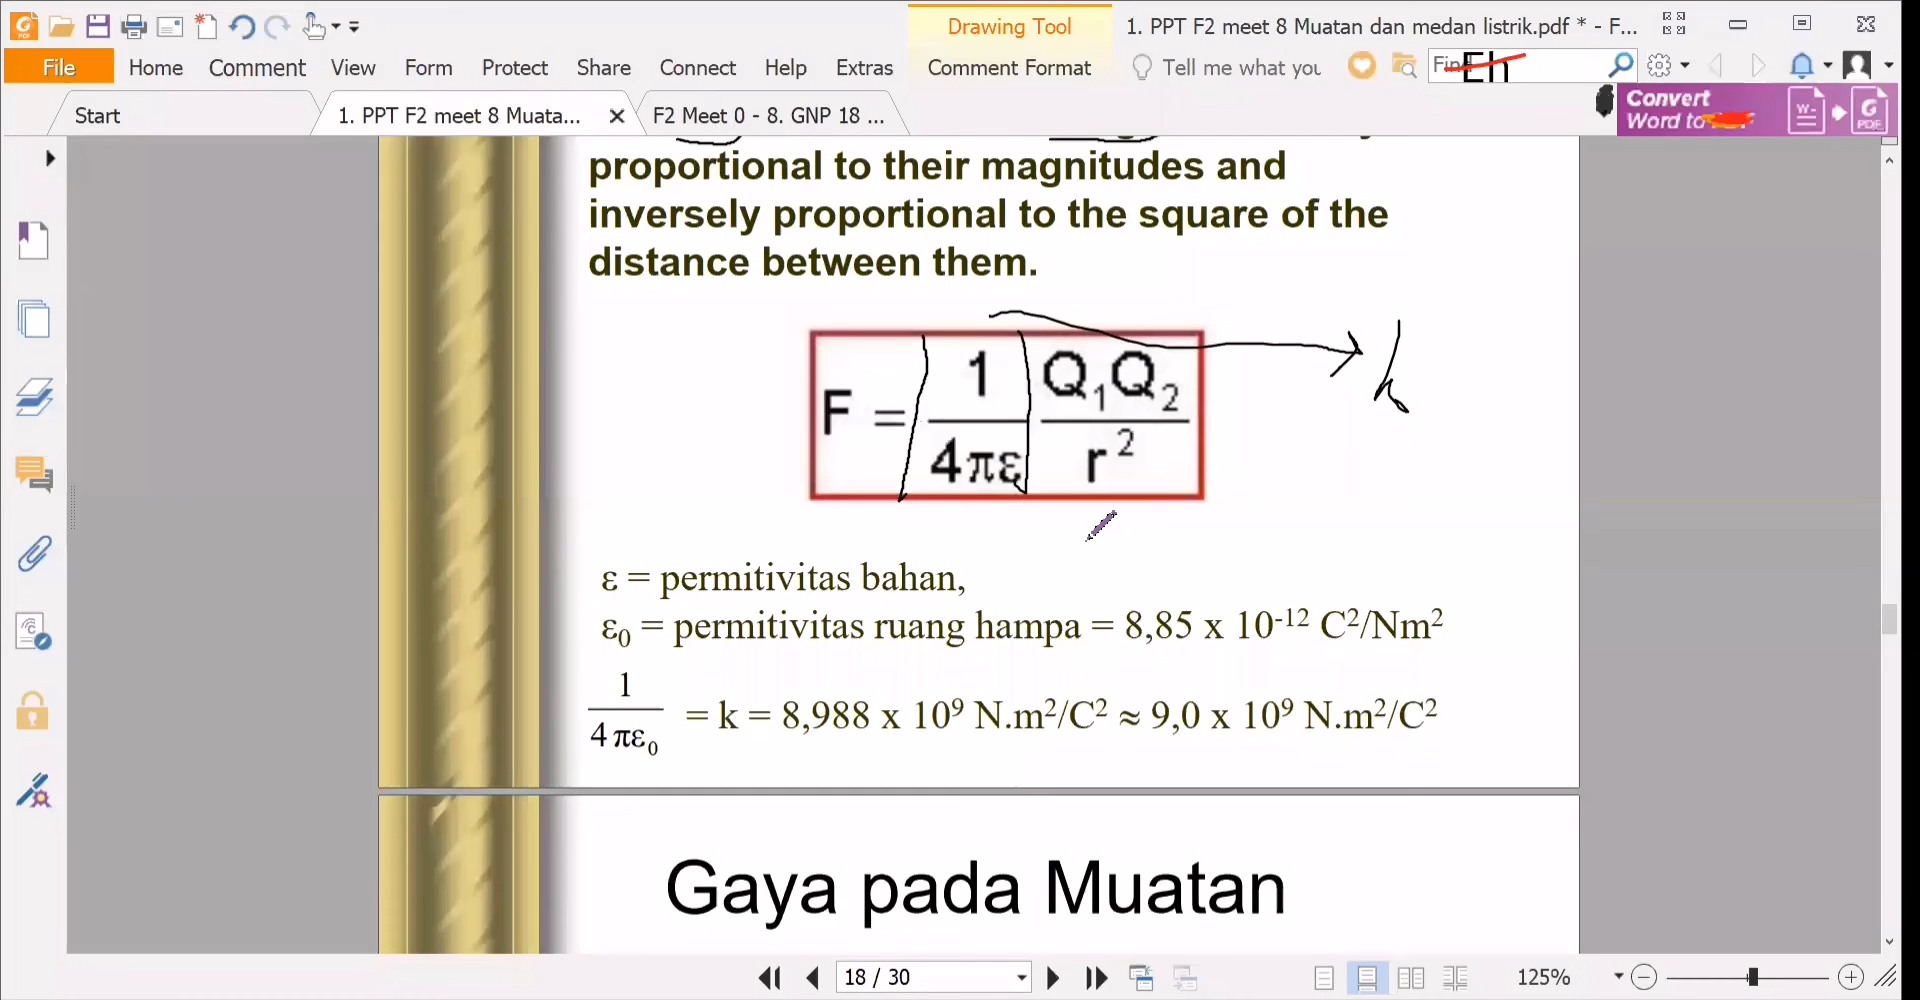 Drawing Tool
1. PPT F2 meet 8 Muatan dan medan listrik.pdf * - F...
File
Home
Comment
View
Form
Protect
Share
Connect
Help
Extras
Comment Format
Tell me what you
Eh
Start
1. PPT F2 meet 8 Muata...
F2 Meet 0 - 8. GNP 18 ...
Convert
Word to
W
PDF
proportional to their magnitudes and
inversely proportional to the square of the
distance between them.
F = 1/4πε Q₁Q₂/r²
k
ε = permitivitas bahan,
ε₀ = permitivitas ruang hampa = 8,85 x 10⁻¹² C²/Nm²
1/4 πε₀ = k = 8,988 x 10⁹ N.m²/C² ≈ 9,0 x 10⁹ N.m²/C²
Gaya pada Muatan
18 / 30
125%